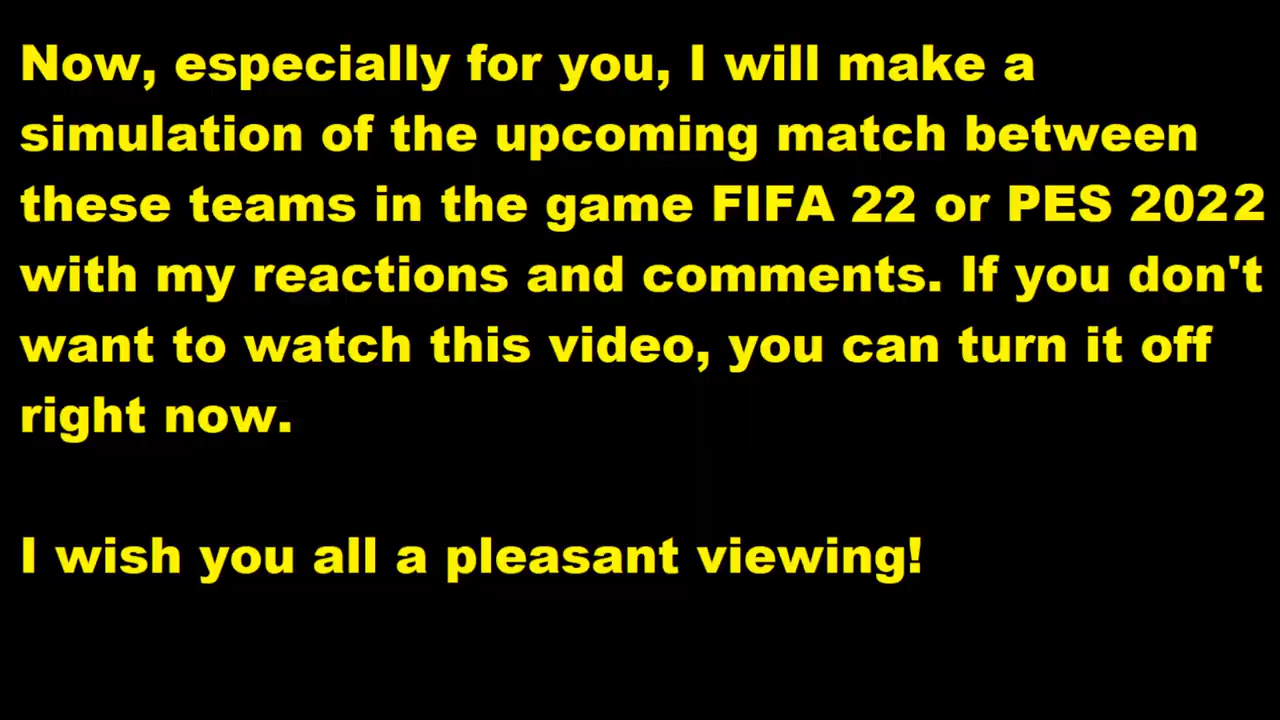 Now, especially for you, I will make a
simulation of the upcoming match between
these teams in the game FIFA 22 or PES 2022
with my reactions and comments. If you don't
want to watch this video, you can turn it off
right now.
I wish you all a pleasant viewing!